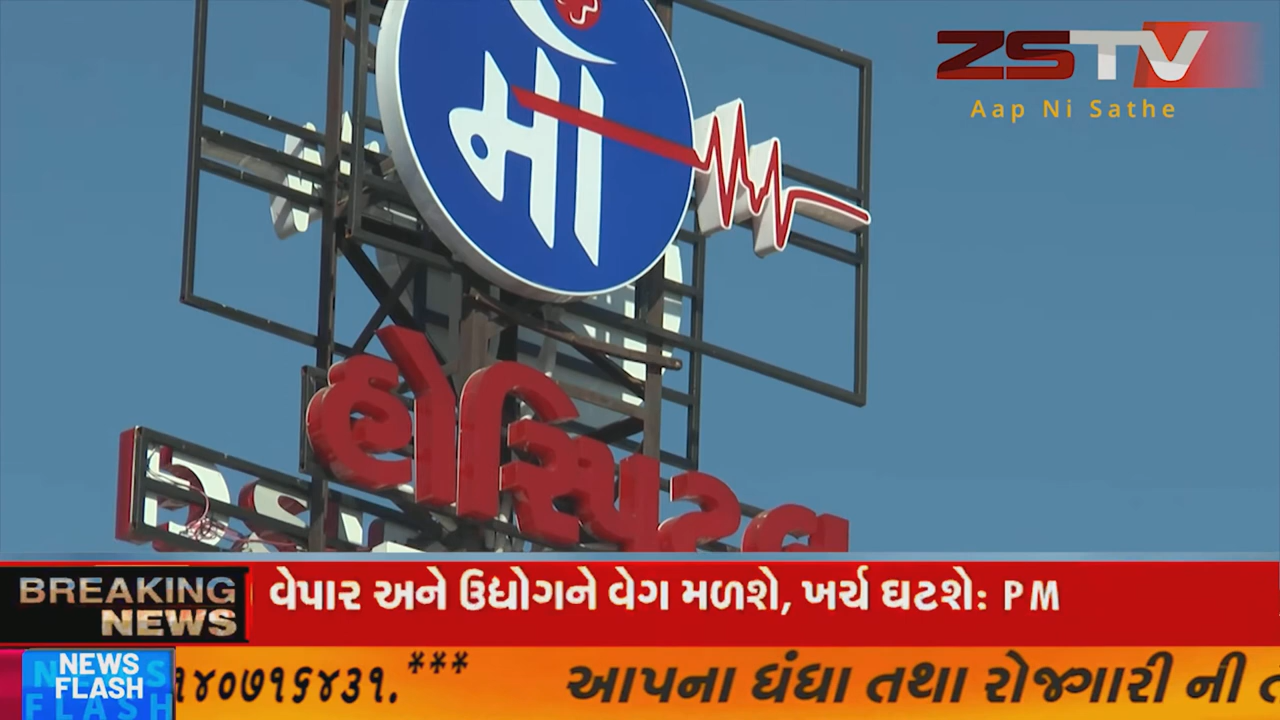 ZSTV
Aap Ni Sathe
માઁ
હોસ્પિટલ
BREAKING NEWS
વેપાર અને ઉદ્યોગને વેગ મળશે, ખર્ચ ઘટશે: PM
NEWS FLASH
૧૪૦૭૧૬૪૩૧.***
આપના ધંધા તથા રોજગારી ની